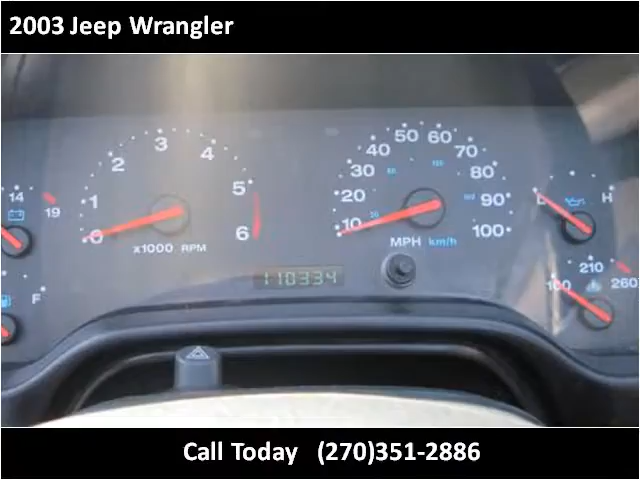 2003 Jeep Wrangler
0 1 2 3 4 5 6
x1000 RPM
10 20 30 40 50 60 70 80 90 100
MPH km/h
110334
14
19
F
L H
100 210 260
Call Today (270)351-2886